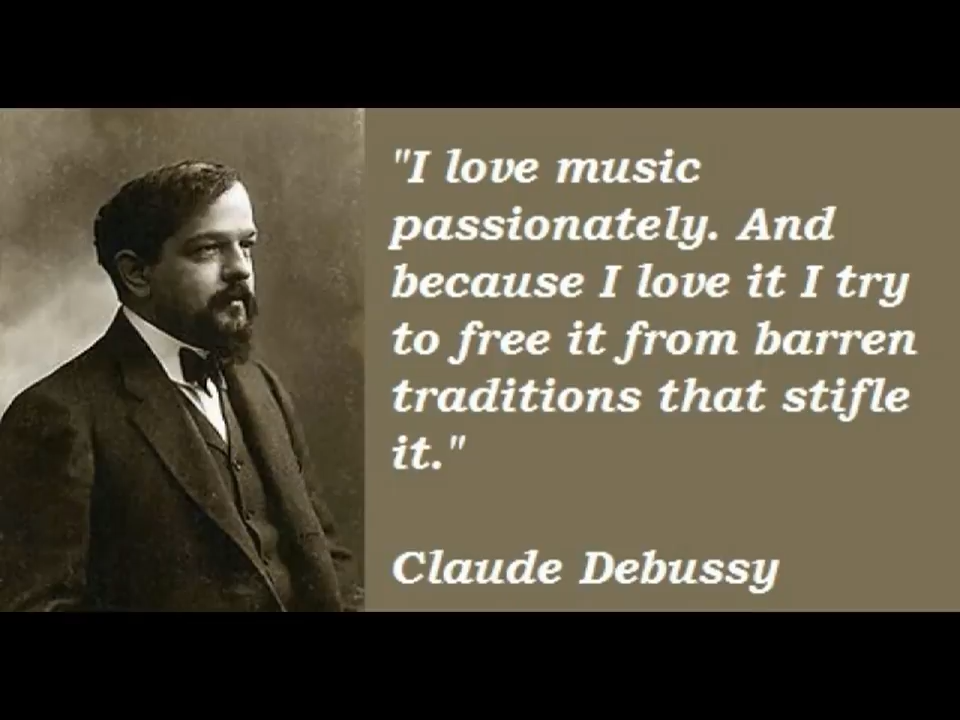 "I love music
passionately. And
because I love it I try
to free it from barren
traditions that stifle
it."
Claude Debussy